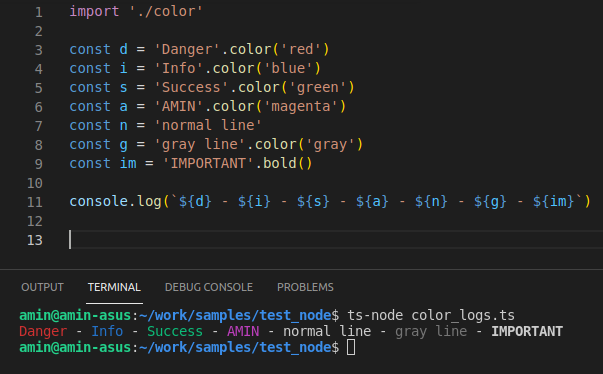 1 import './color'
2
3 const d = 'Danger'.color('red')
4 const i = 'Info'.color('blue')
5 const s = 'Success'.color('green')
6 const a = 'AMIN'.color('magenta')
7 const n = 'normal line'
8 const g = 'gray line'.color('gray')
9 const im = 'IMPORTANT'.bold()
10
11 console.log(`${d} - ${i} - ${s} - ${a} - ${n} - ${g} - ${im}`)
12
13
OUTPUT TERMINAL DEBUG CONSOLE PROBLEMS
amin@amin-asus:~/work/samples/test_node$ ts-node color_logs.ts
Danger - Info - Success - AMIN - normal line - gray line - IMPORTANT
amin@amin-asus:~/work/samples/test_node$